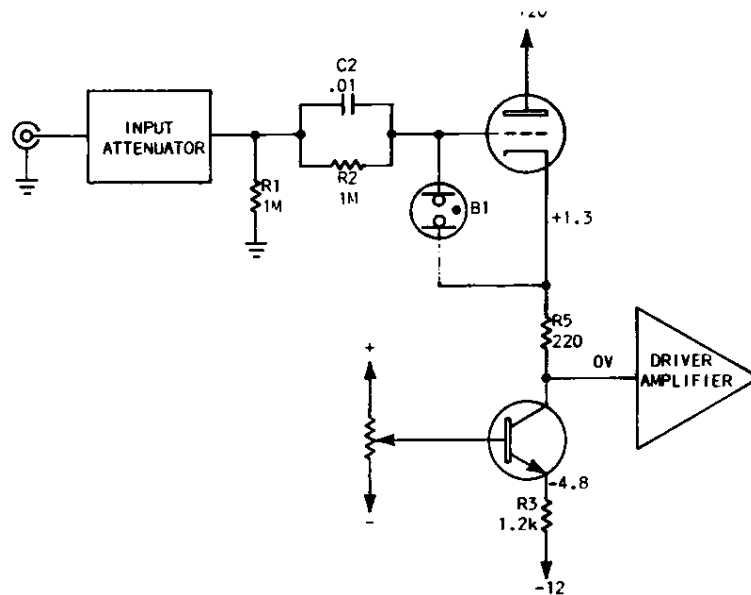 C2
.01
INPUT
ATTENUATOR
R1
1M
R2
1M
B1
+1.3
R5
220
0V
DRIVER
AMPLIFIER
+
-
-4.8
R3
1.2k
-12